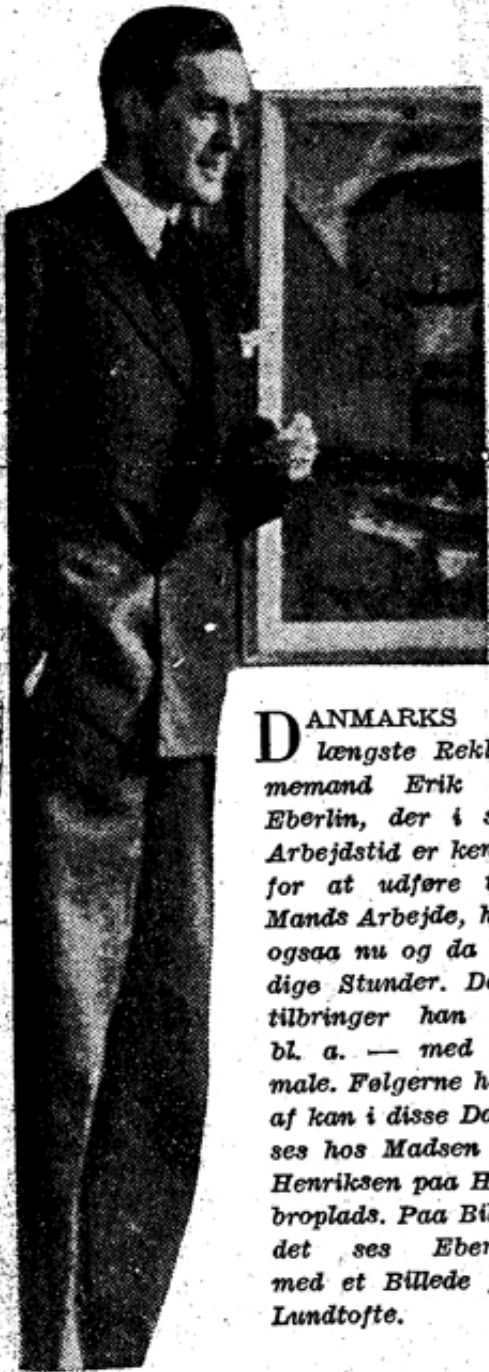 DANMARKS
længste Rekl
memand Erik
Eberlin, der i s
Arbejdstid er ken
for at udføre t
Mands Arbejde, h
ogsaa nu og da
dige Stunder. De
tilbringer han
bl. a. — med
male. Følgerne h
af kan i disse Da
ses hos Madsen
Henriksen paa H
broplads. Paa Bil
det ses Eber
med et Billede
Lundtofte.